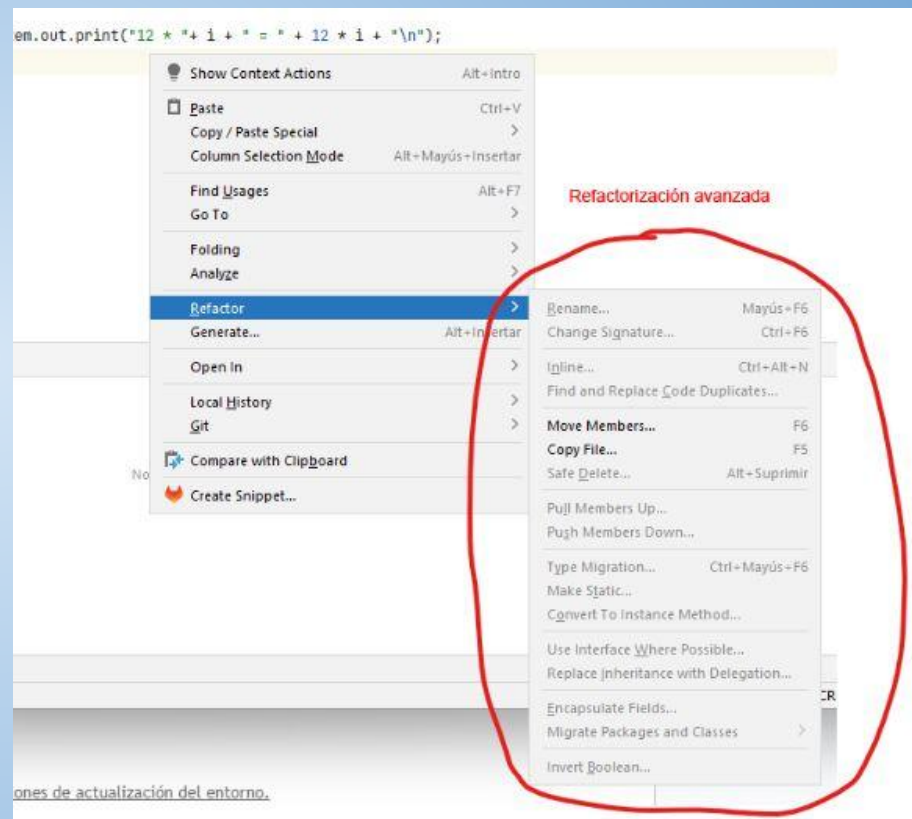 em.out.print("12 * "+ i + " = " + 12 * i + "\n");
Show Context Actions Alt+Intro
Paste Ctrl+V
Copy / Paste Special
Column Selection Mode Alt+Mayús+Insertar
Find Usages Alt+F7
Go To
Folding
Analyze
Refactor
Generate... Alt+Insertar
Open In
Local History
Git
Compare with Clipboard
Create Snippet...
No
Refactorización avanzada
Rename... Mayús+F6
Change Signature... Ctrl+F6
Inline... Ctrl+Alt+N
Find and Replace Code Duplicates...
Move Members... F6
Copy File... F5
Safe Delete... Alt+Suprimir
Pull Members Up...
Push Members Down...
Type Migration... Ctrl+Mayús+F6
Make Static...
Convert To Instance Method...
Use Interface Where Possible...
Replace Inheritance with Delegation...
Encapsulate Fields...
Migrate Packages and Classes
Invert Boolean...
CR
ones de actualización del entorno.